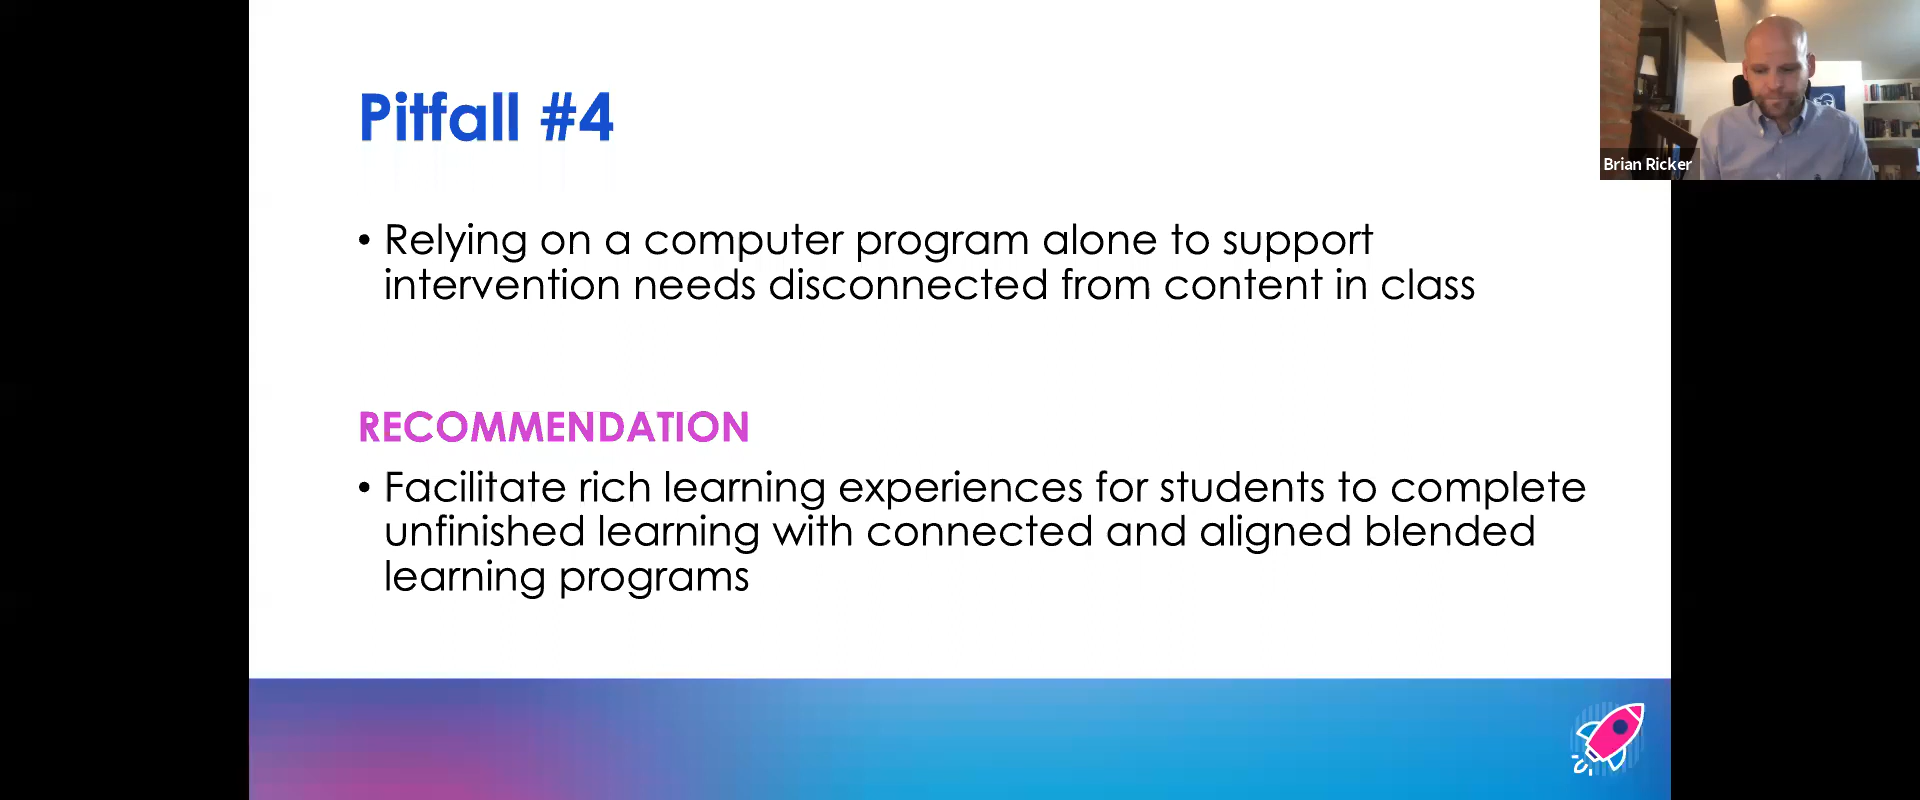 Pitfall #4
• Relying on a computer program alone to support
intervention needs disconnected from content in class
RECOMMENDATION
• Facilitate rich learning experiences for students to complete
unfinished learning with connected and aligned blended
learning programs
Brian Ricker